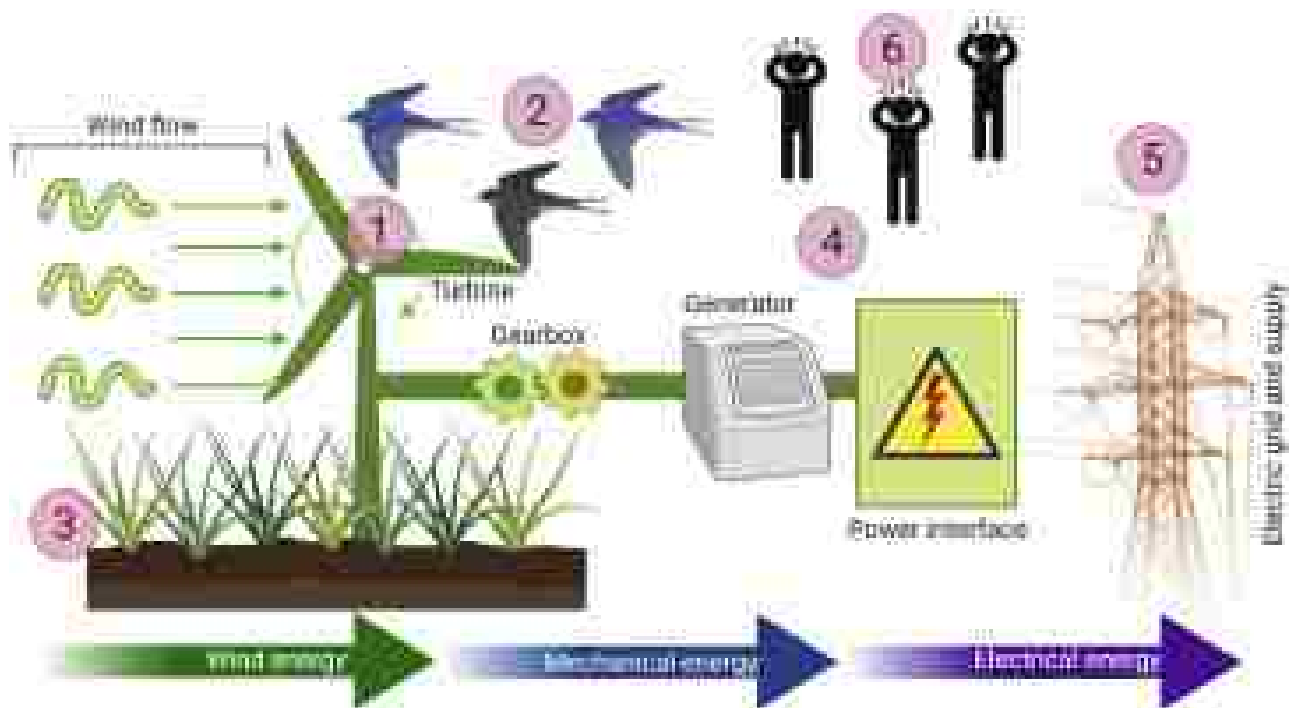 6
2
Wind flow
5
1
4
Turbine
Generator
Gearbox
Electric grid and supply
3
Power interface
Wind energy
Mechanical energy
Electrical energy